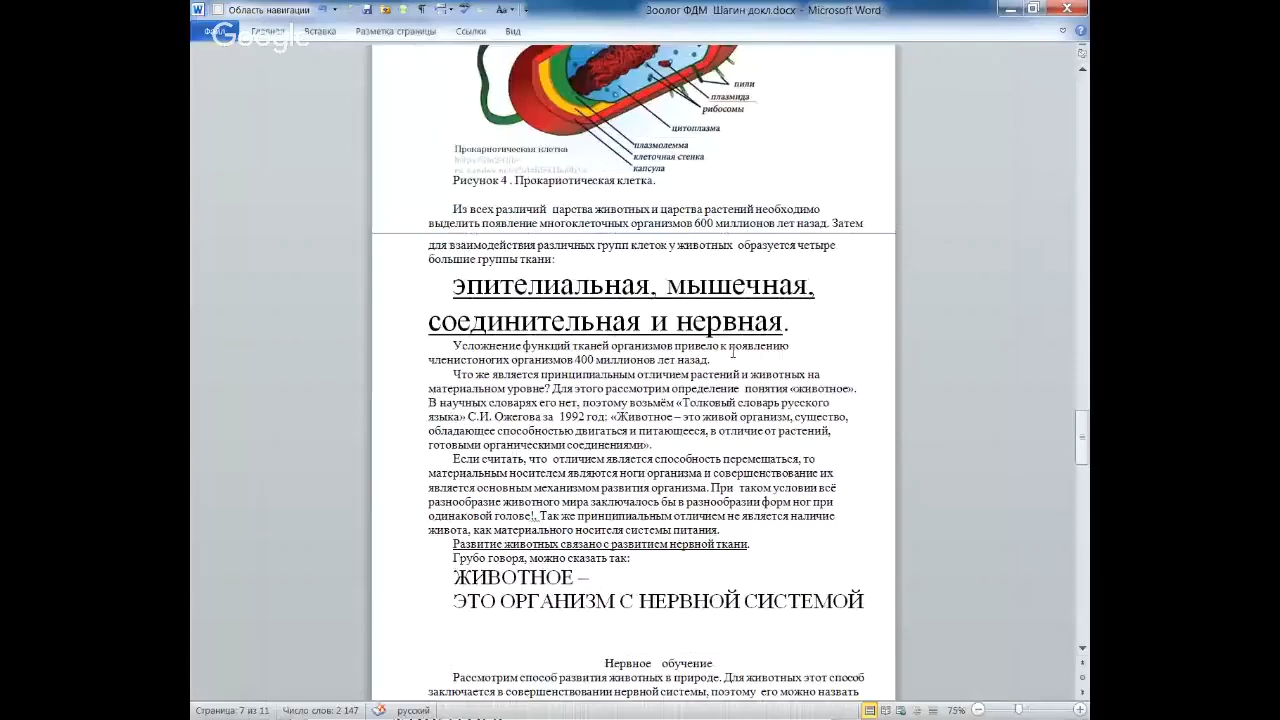 Область навигации
Зоолог ФДМ Шагин докл.docx - Microsoft Word
Файл Главная Вставка Разметка страницы Ссылки Вид
Google
пили
плазмида
рибосомы
цитоплазма
плазмолемма
клеточная стенка
капсула
Прокариотическая клетка
Рисунок 4 . Прокариотическая клетка.
Из всех различий царства животных и царства растений необходимо
выделить появление многоклеточных организмов 600 миллионов лет назад. Затем
для взаимодействия различных групп клеток у животных образуется четыре
большие группы ткани:
эпителиальная, мышечная,
соединительная и нервная.
Усложнение функций тканей организмов привело к появлению
членистоногих организмов 400 миллионов лет назад.
Что же является принципиальным отличием растений и животных на
материальном уровне? Для этого рассмотрим определение понятия «животное».
В научных словарях его нет, поэтому возьмём «Толковый словарь русского
языка» С.И. Ожегова за 1992 год: «Животное – это живой организм, существо,
обладающее способностью двигаться и питающееся, в отличие от растений,
готовыми органическими соединениями».
Если считать, что отличием является способность перемещаться, то
материальным носителем являются ноги организма и совершенствование их
является основным механизмом развития организма. При таком условии всё
разнообразие животного мира заключалось бы в разнообразии форм ног при
одинаковой голове!, Так же принципиальным отличием не является наличие
живота, как материального носителя системы питания.
Развитие животных связано с развитием нервной ткани.
Грубо говоря, можно сказать так:
ЖИВОТНОЕ –
ЭТО ОРГАНИЗМ С НЕРВНОЙ СИСТЕМОЙ
Нервное обучение
Рассмотрим способ развития животных в природе. Для животных этот способ
заключается в совершенствовании нервной системы, поэтому его можно назвать
Страница: 7 из 11 Число слов: 2 147 русский 75%